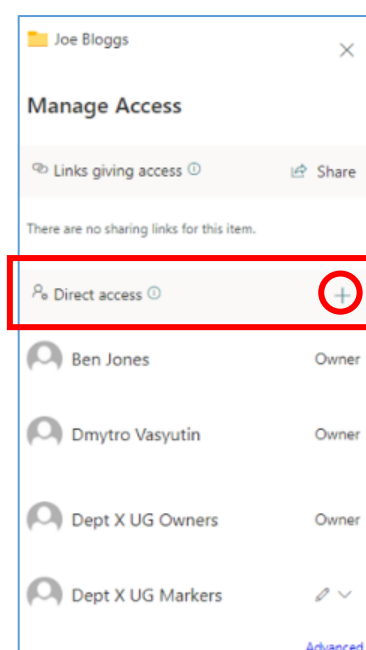 Joe Bloggs
Manage Access
Links giving access Share
There are no sharing links for this item.
Direct access
Ben Jones Owner
Dmytro Vasyutin Owner
Dept X UG Owners Owner
Dept X UG Markers
Advanced